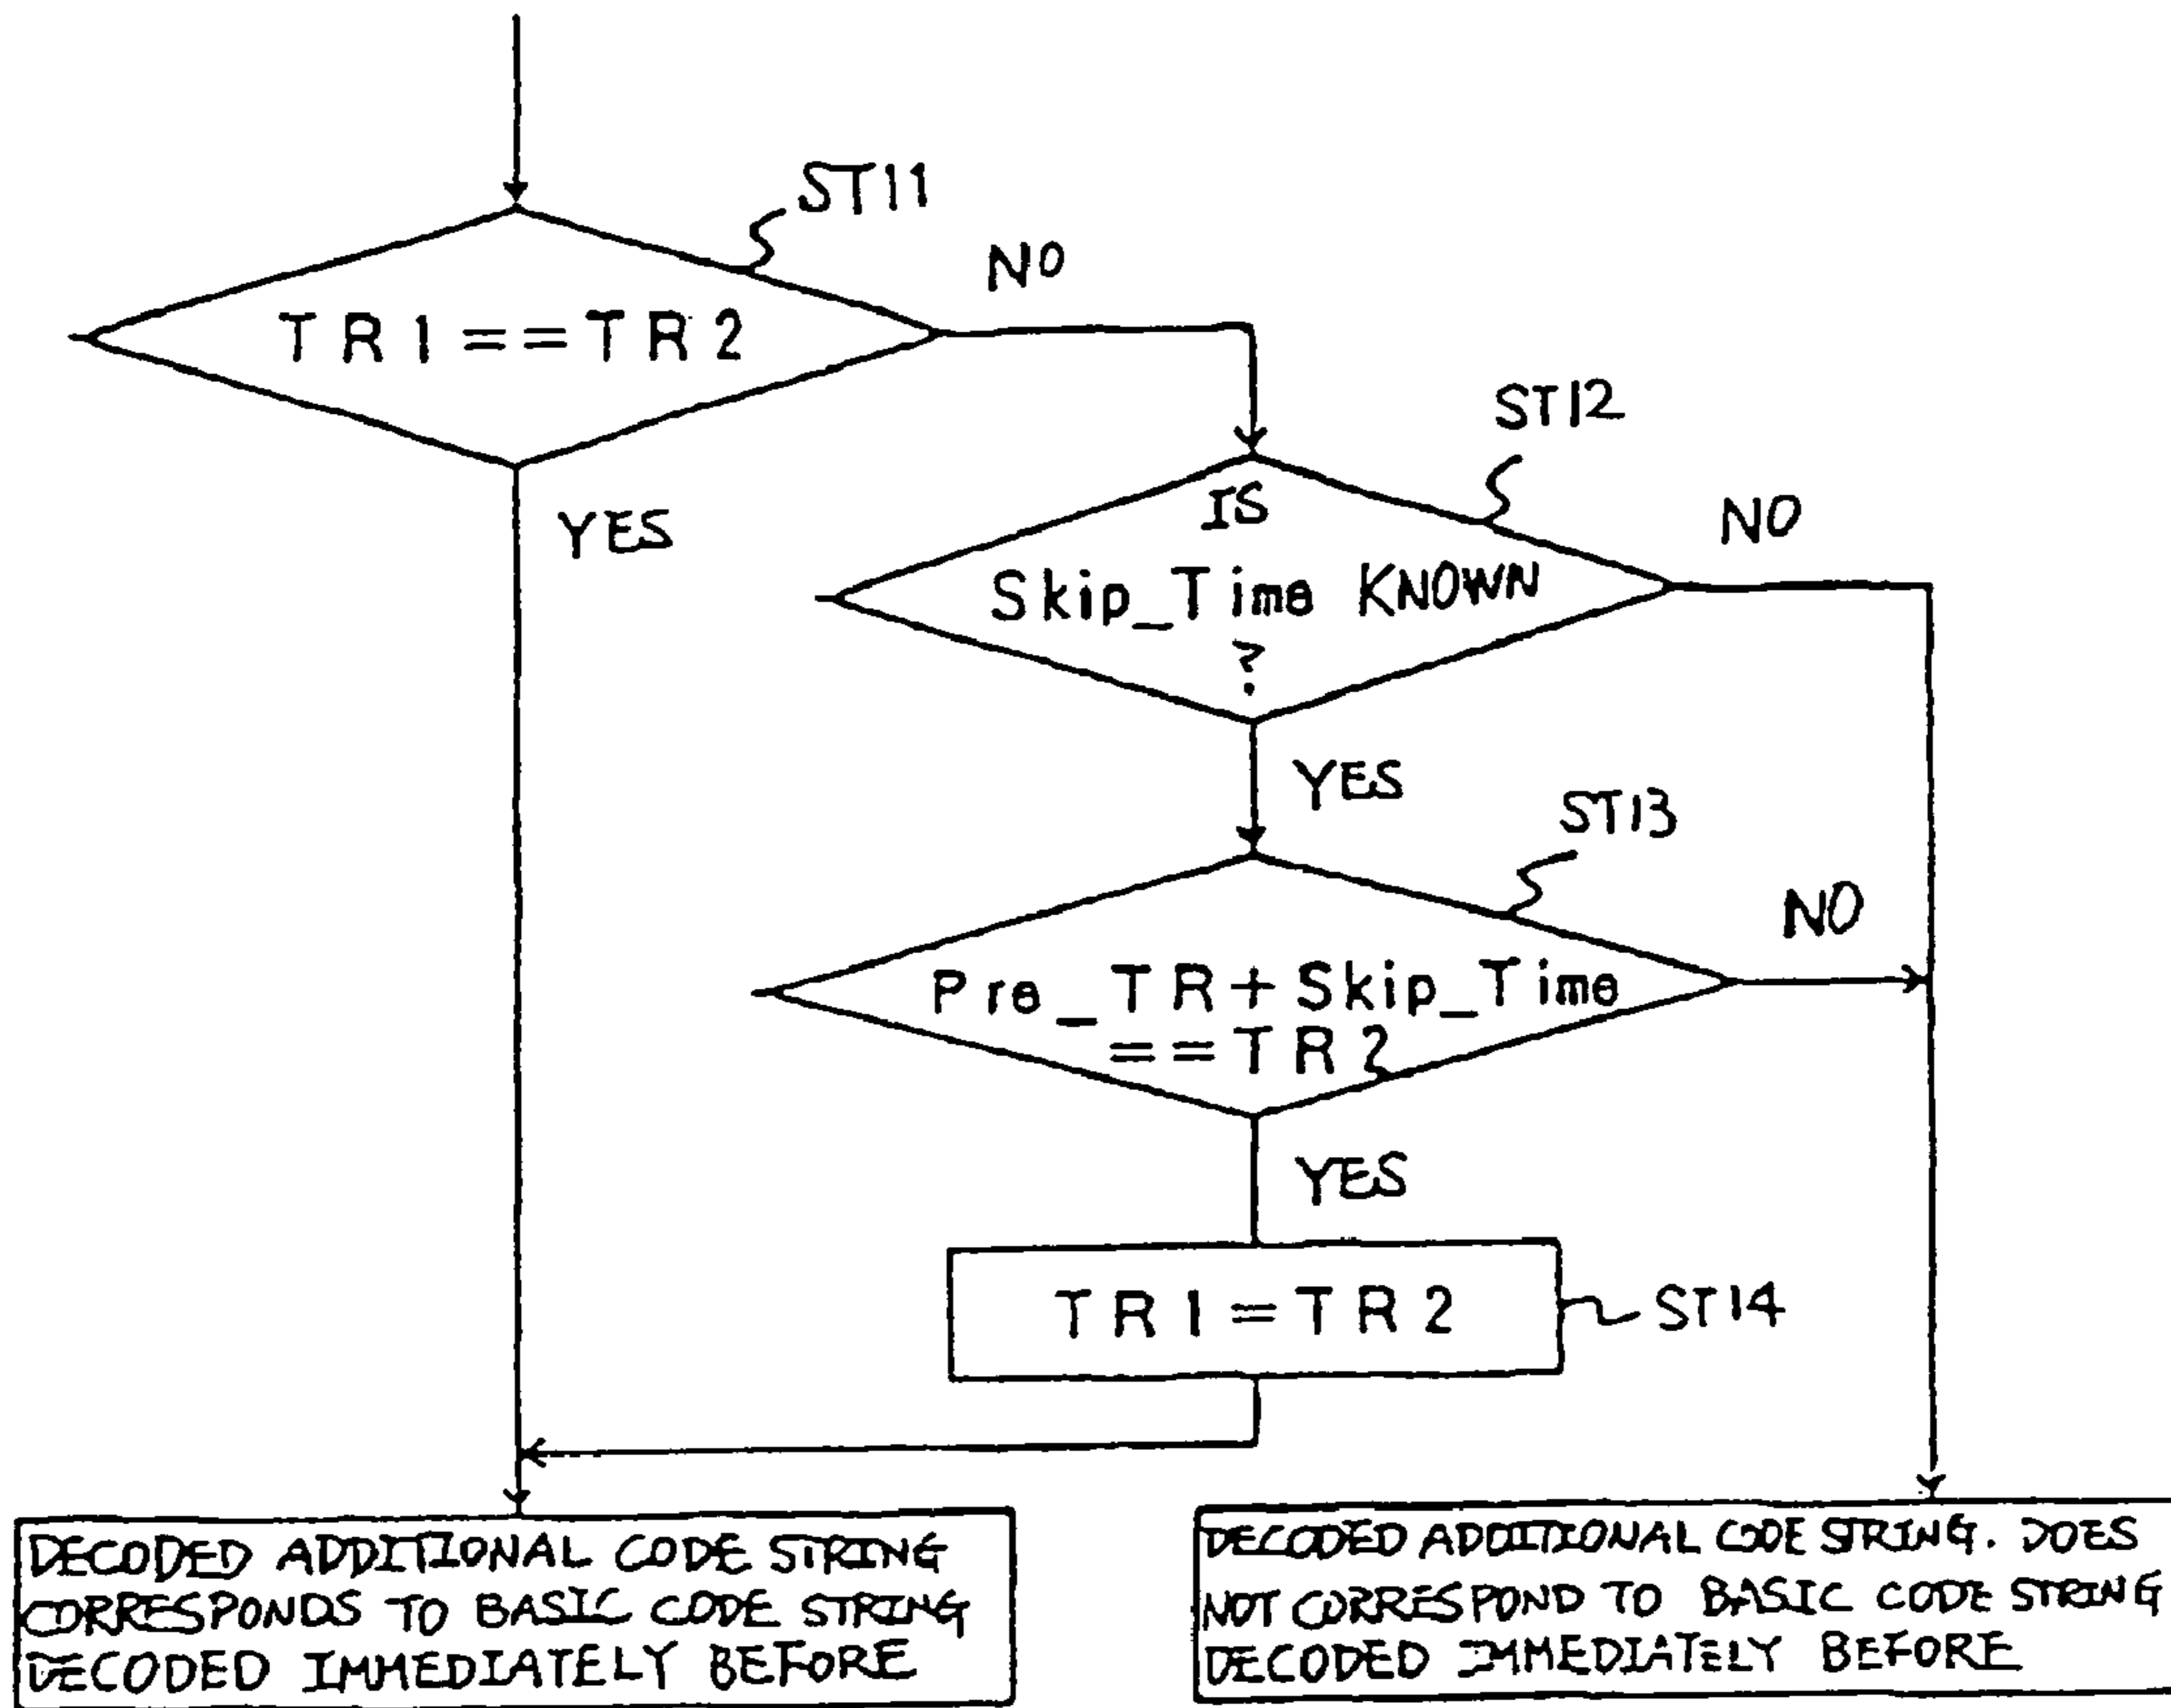 ST11
NO
TR1==TR2
YES
ST12
NO
IS
Skip_Time KNOWN
?
YES
ST13
NO
Pre_TR+Skip_Time
==TR2
YES
TR1=TR2
ST14
DECODED ADDITIONAL CODE STRING
CORRESPONDS TO BASIC CODE STRING
DECODED IMMEDIATELY BEFORE
DECODED ADDITIONAL CODE STRING. DOES
NOT CORRESPOND TO BASIC CODE STRING
DECODED IMMEDIATELY BEFORE